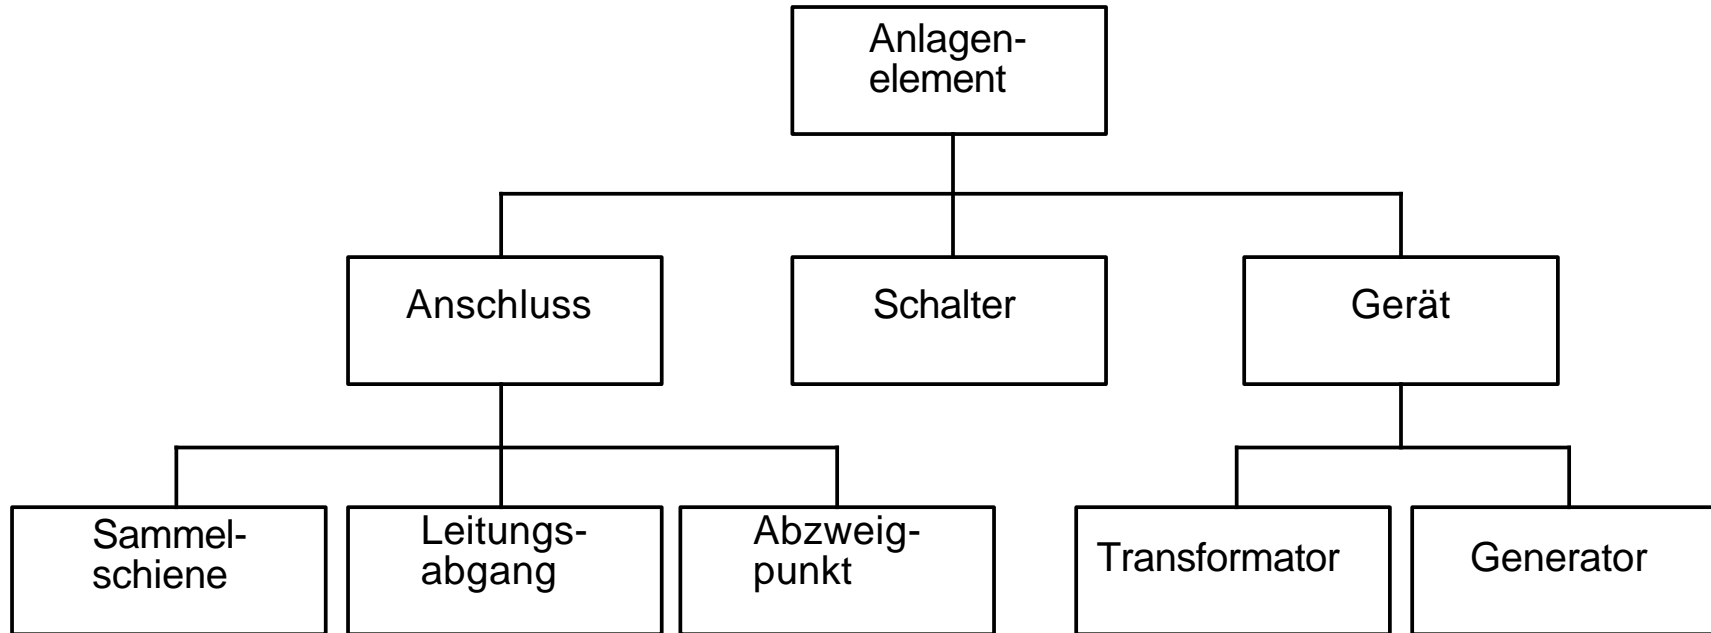 Anlagen-
element
Anschluss
Schalter
Gerät
Sammel-
schiene
Leitungs-
abgang
Abzweig-
punkt
Transformator
Generator